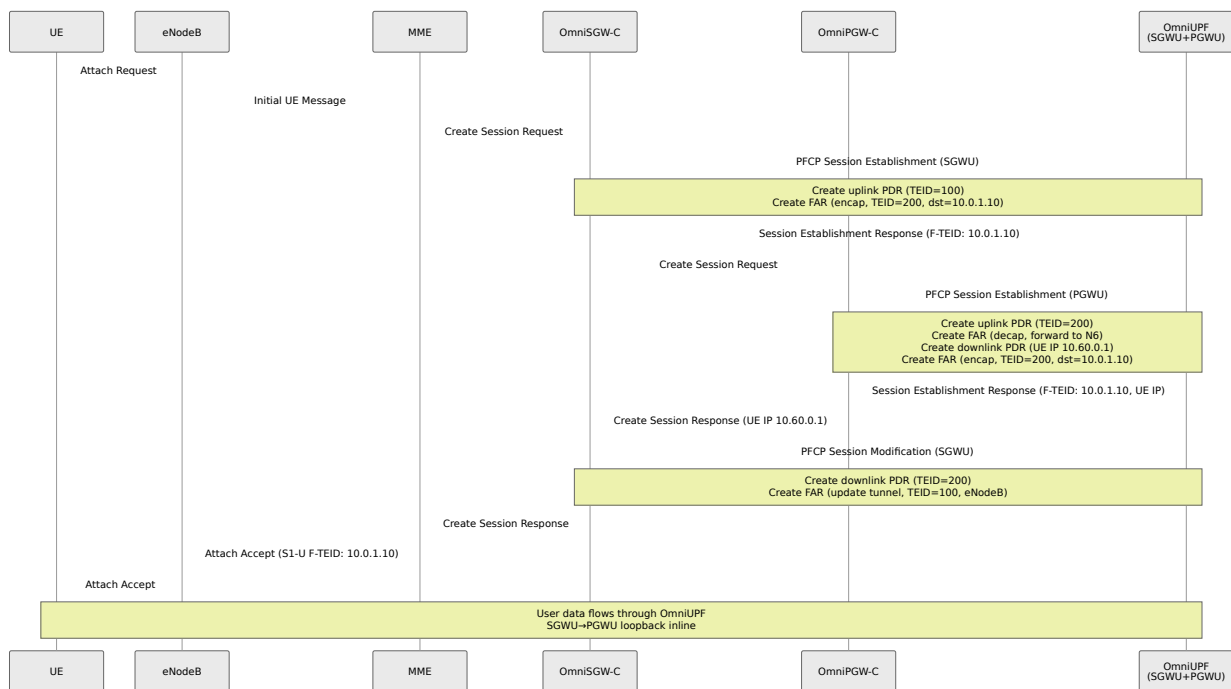 UE
eNodeB
MME
OmniSGW-C
OmniPGW-C
OmniUPF
(SGWU+PGWU)
Attach Request
Initial UE Message
Create Session Request
PFCP Session Establishment (SGWU)
Create uplink PDR (TEID=100)
Create FAR (encap, TEID=200, dst=10.0.1.10)
Session Establishment Response (F-TEID: 10.0.1.10)
Create Session Request
PFCP Session Establishment (PGWU)
Create uplink PDR (TEID=200)
Create FAR (decap, forward to N6)
Create downlink PDR (UE IP 10.60.0.1)
Create FAR (encap, TEID=200, dst=10.0.1.10)
Session Establishment Response (F-TEID: 10.0.1.10, UE IP)
Create Session Response (UE IP 10.60.0.1)
PFCP Session Modification (SGWU)
Create downlink PDR (TEID=200)
Create FAR (update tunnel, TEID=100, eNodeB)
Create Session Response
Attach Accept (S1-U F-TEID: 10.0.1.10)
Attach Accept
User data flows through OmniUPF
SGWU→PGWU loopback inline
UE
eNodeB
MME
OmniSGW-C
OmniPGW-C
OmniUPF
(SGWU+PGWU)